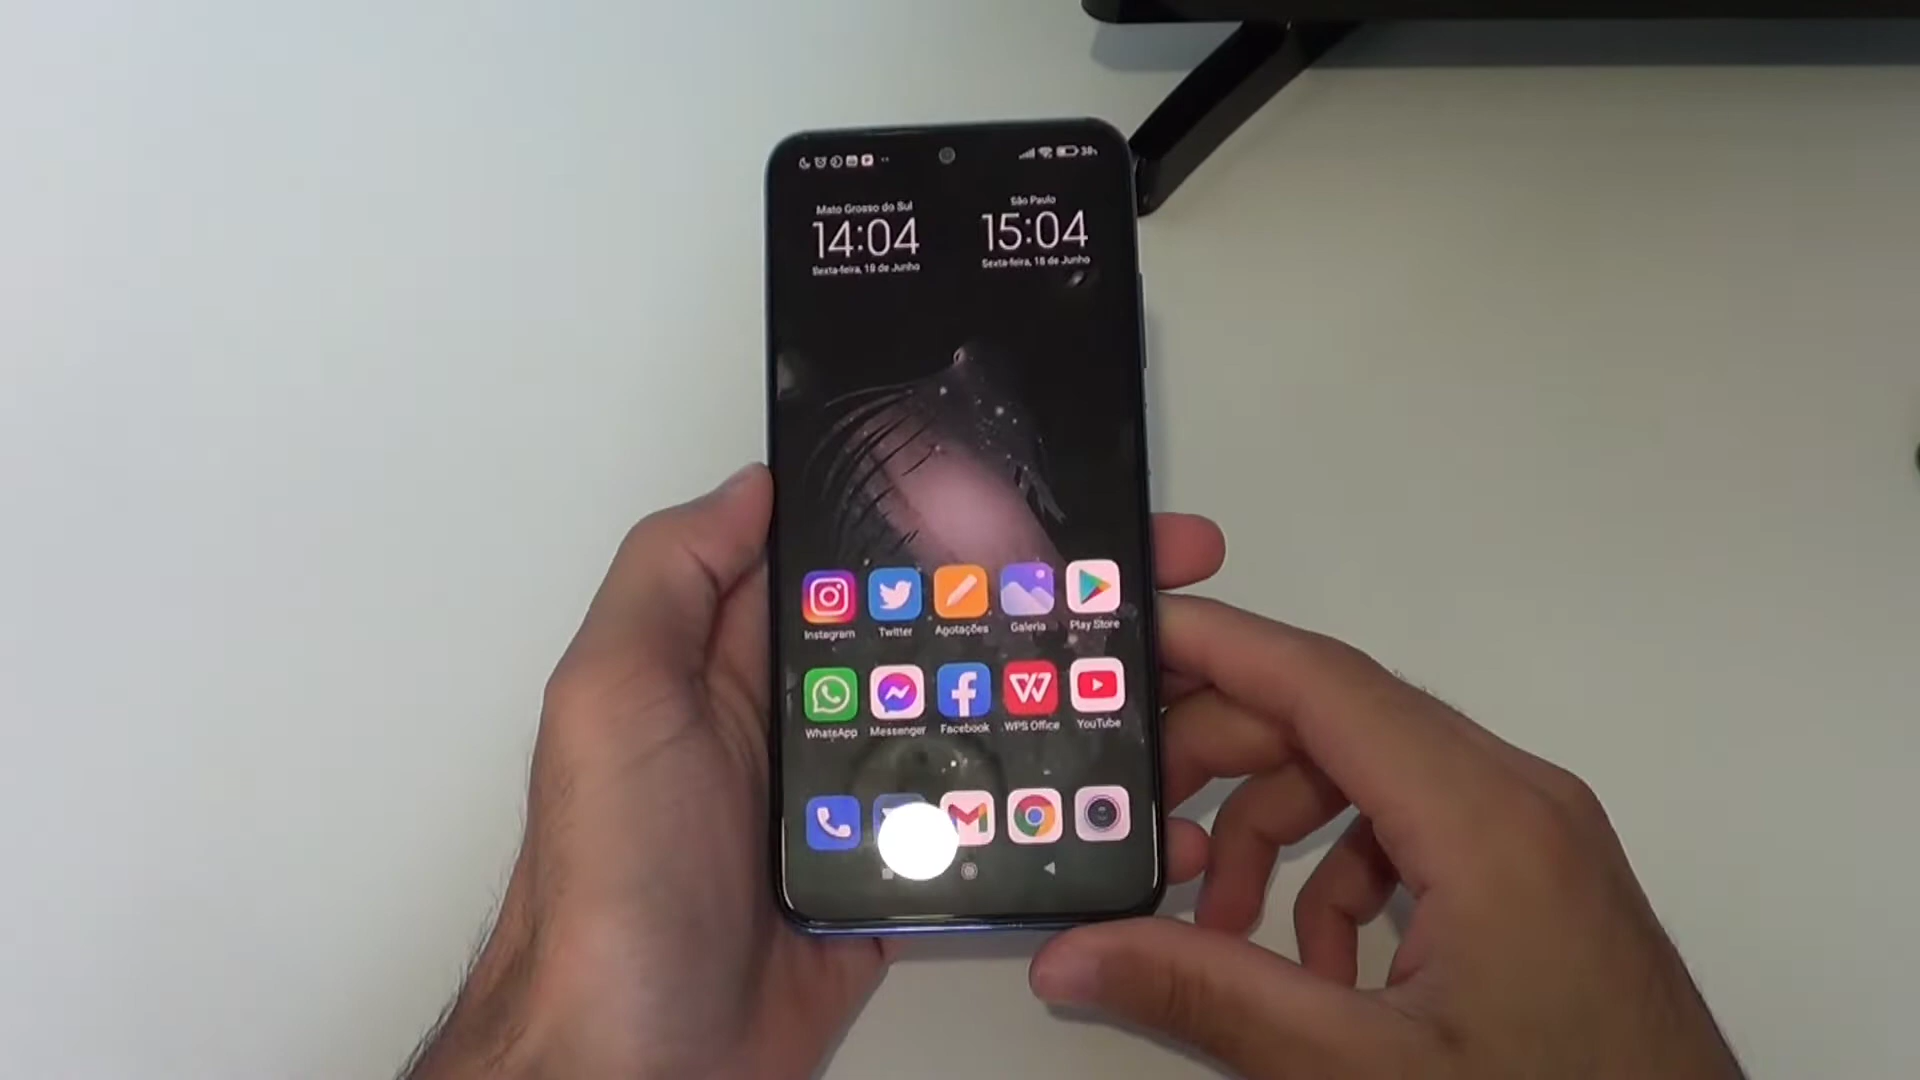 38%
Mato Grosso do Sul
14:04
Sexta-feira, 18 de Junho
São Paulo
15:04
Sexta-feira, 18 de Junho
Instagram
Twitter
Anotações
Galeria
Play Store
WhatsApp
Messenger
Facebook
WPS Office
YouTube